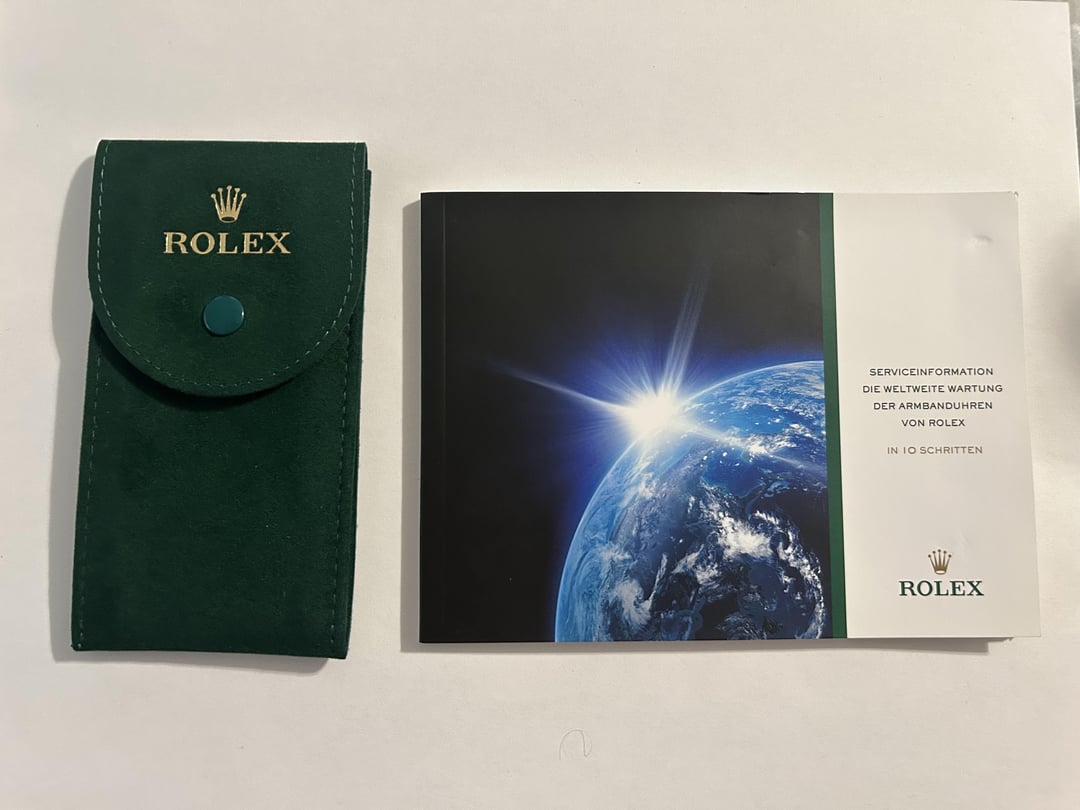 ROLEX
SERVICEINFORMATION
DIE WELTWEITE WARTUNG
DER ARMBANDUHREN
VON ROLEX
IN 10 SCHRITTEN
ROLEX